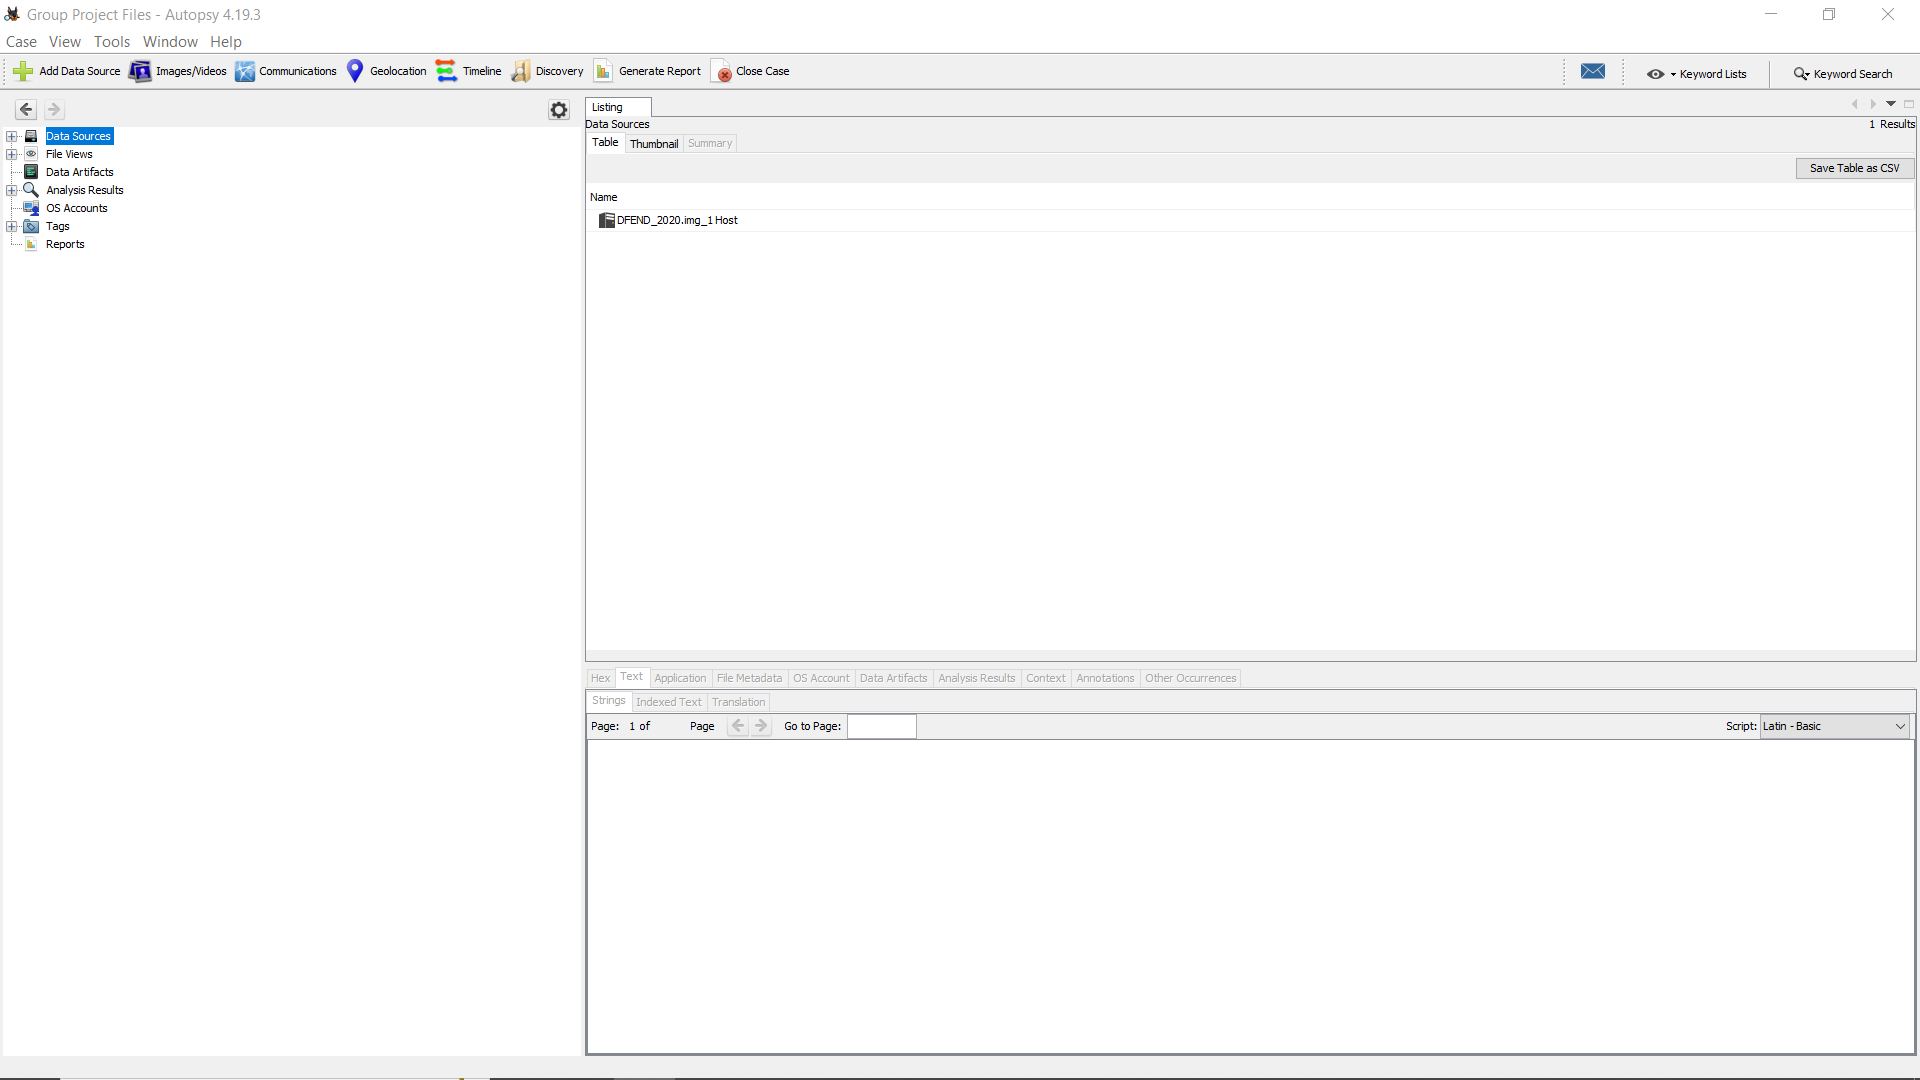 Group Project Files - Autopsy 4.19.3
Case View Tools Window Help
Add Data Source Images/Videos Communications Geolocation Timeline Discovery Generate Report Close Case Keyword Lists Keyword Search
Data Sources
File Views
Data Artifacts
Analysis Results
OS Accounts
Tags
Reports
Listing
Data Sources 1 Results
Table Thumbnail Summary
Save Table as CSV
Name
DFEND_2020.img_1 Host
Hex Text Application File Metadata OS Account Data Artifacts Analysis Results Context Annotations Other Occurrences
Strings Indexed Text Translation
Page: 1 of Page Go to Page: Script: Latin - Basic